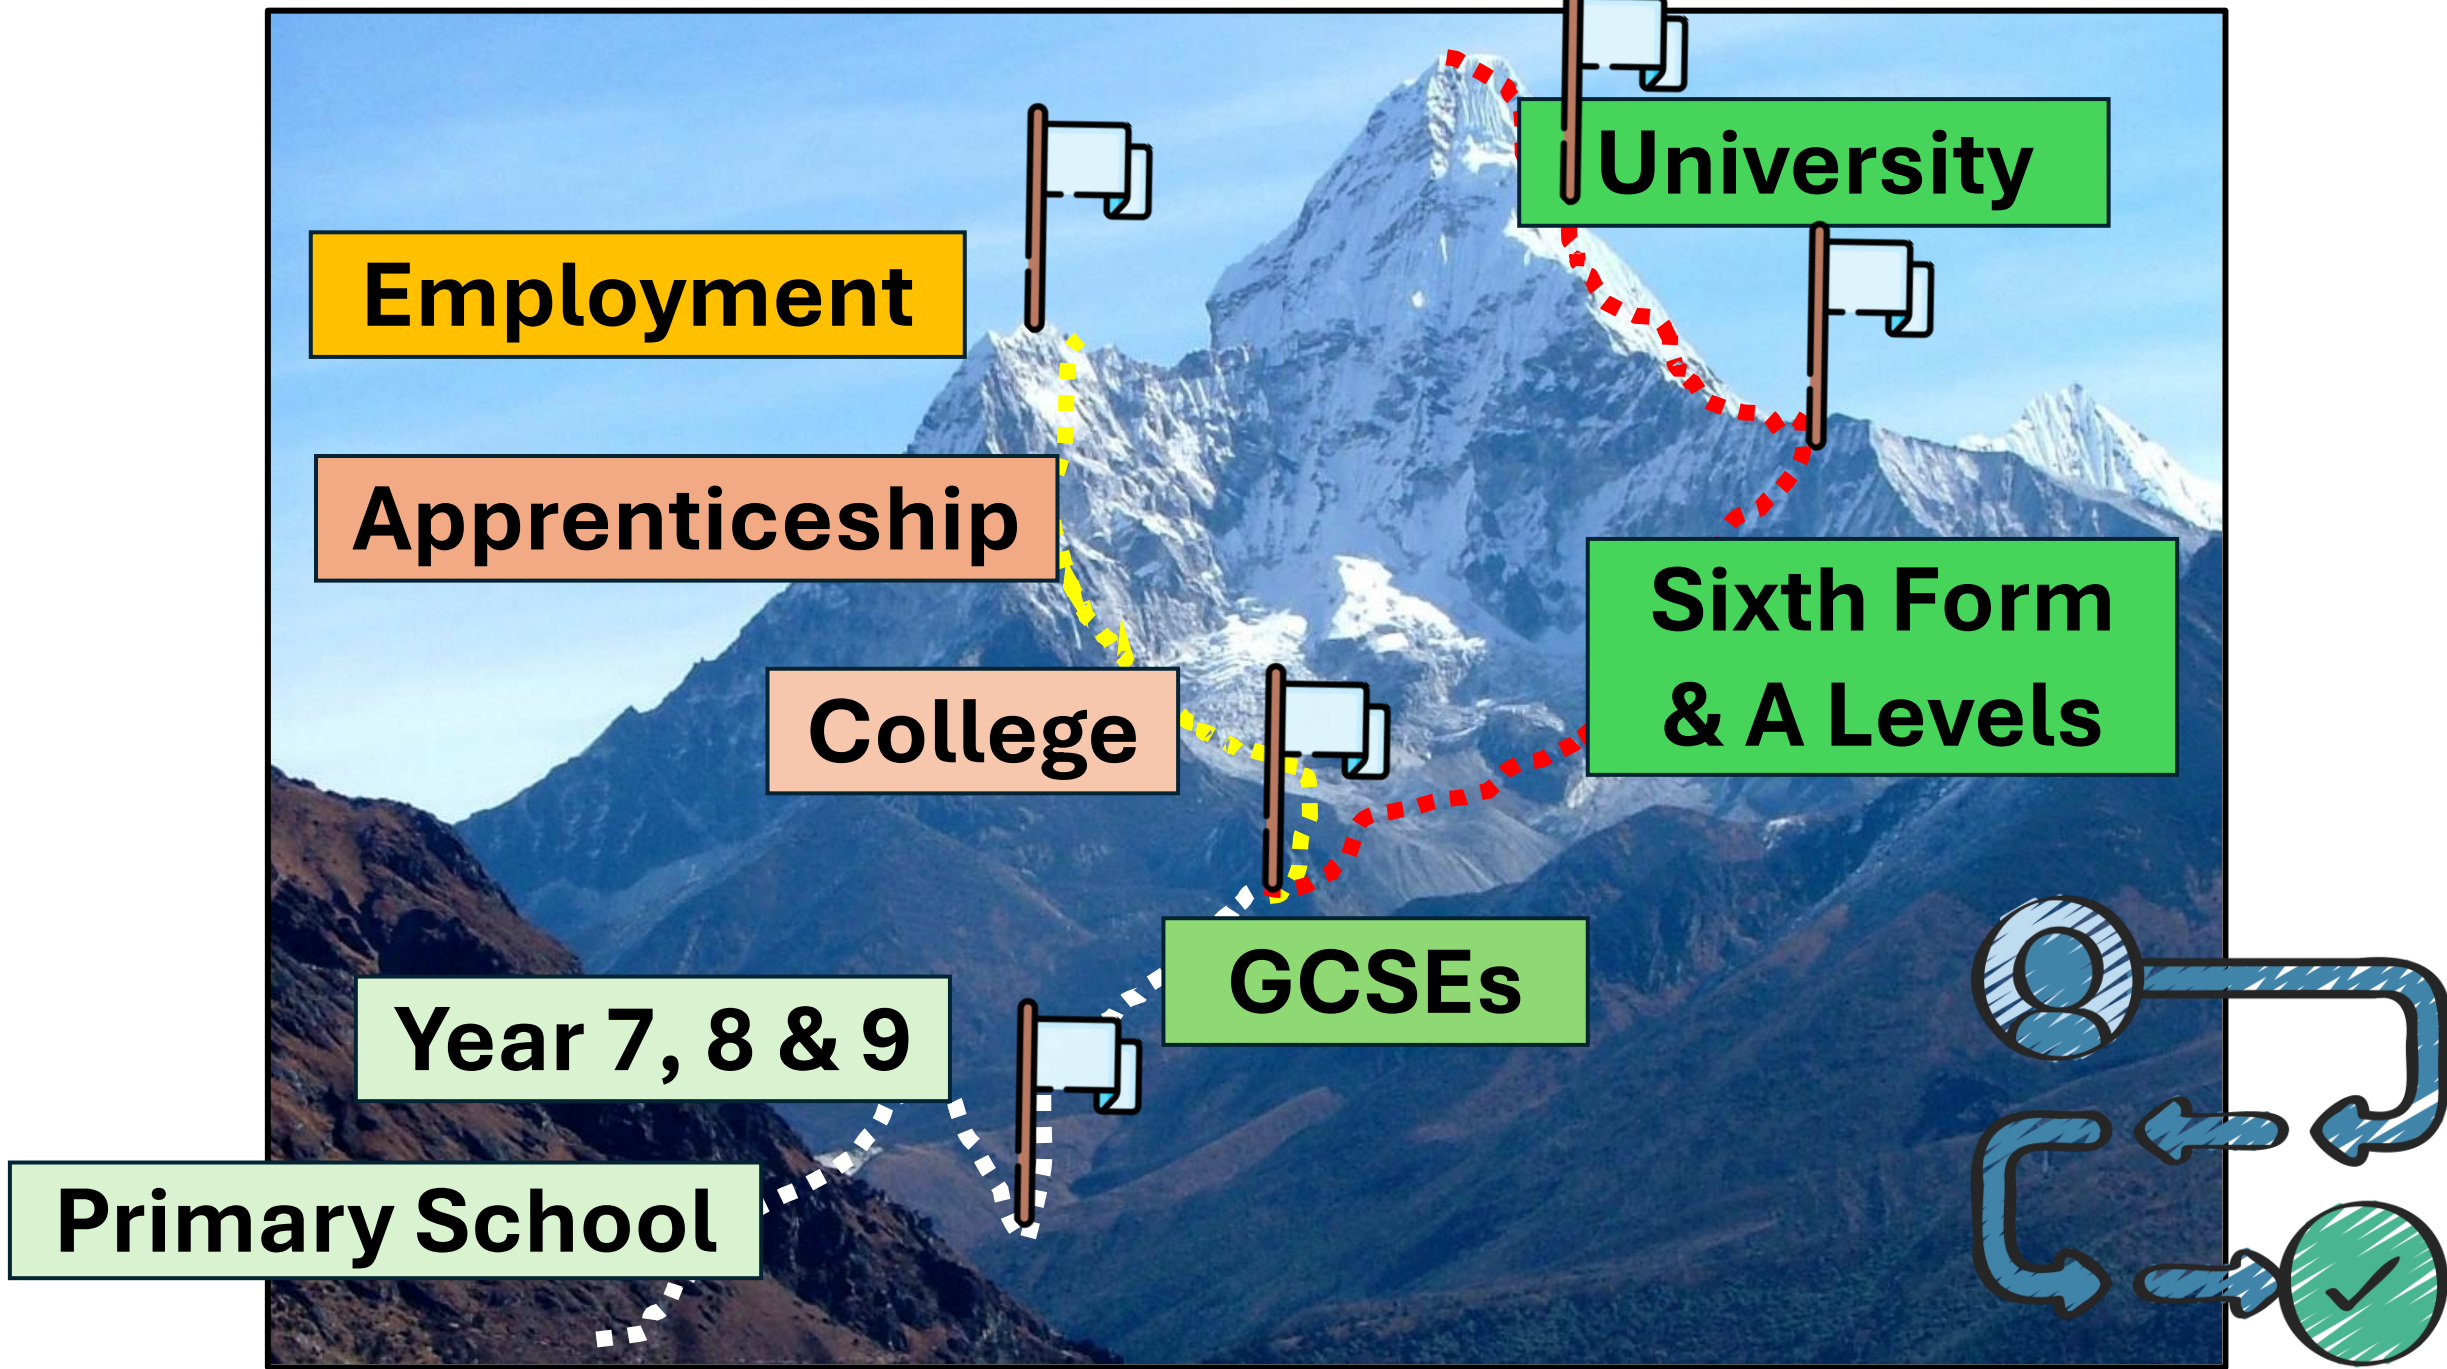 University
Employment
Apprenticeship
Sixth Form
& A Levels
College
GCSEs
Year 7, 8 & 9
Primary School